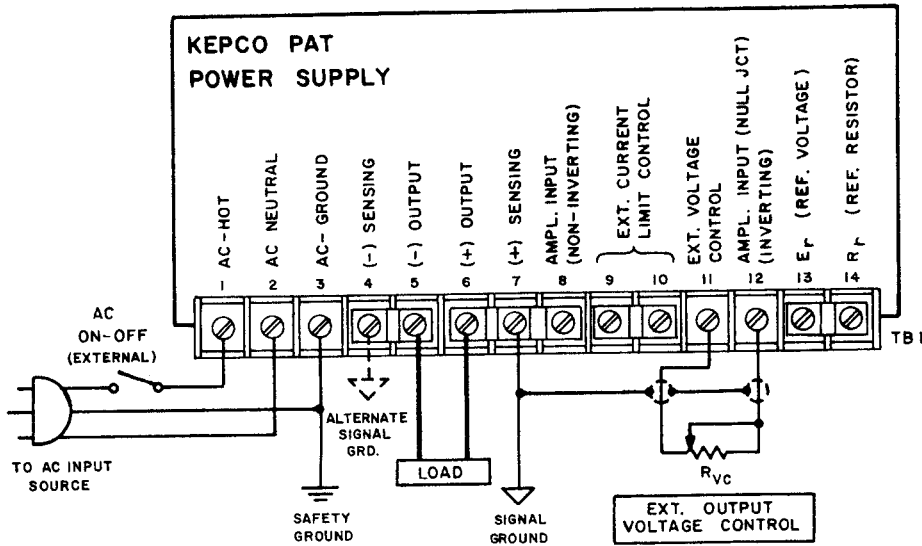 KEPCO PAT
POWER SUPPLY
AC-HOT
AC NEUTRAL
AC-GROUND
(-) SENSING
(-) OUTPUT
(+) OUTPUT
(+) SENSING
AMPL. INPUT
(NON-INVERTING)
EXT. CURRENT
LIMIT CONTROL
EXT. VOLTAGE
CONTROL
AMPL. INPUT (NULL JCT)
(INVERTING)
Er (REF. VOLTAGE)
Rr (REF. RESISTOR)
1 2 3 4 5 6 7 8 9 10 11 12 13 14
TB1
AC
ON-OFF
(EXTERNAL)
TO AC INPUT
SOURCE
ALTERNATE
SIGNAL
GRD.
LOAD
SAFETY
GROUND
SIGNAL
GROUND
RVC
EXT. OUTPUT
VOLTAGE CONTROL